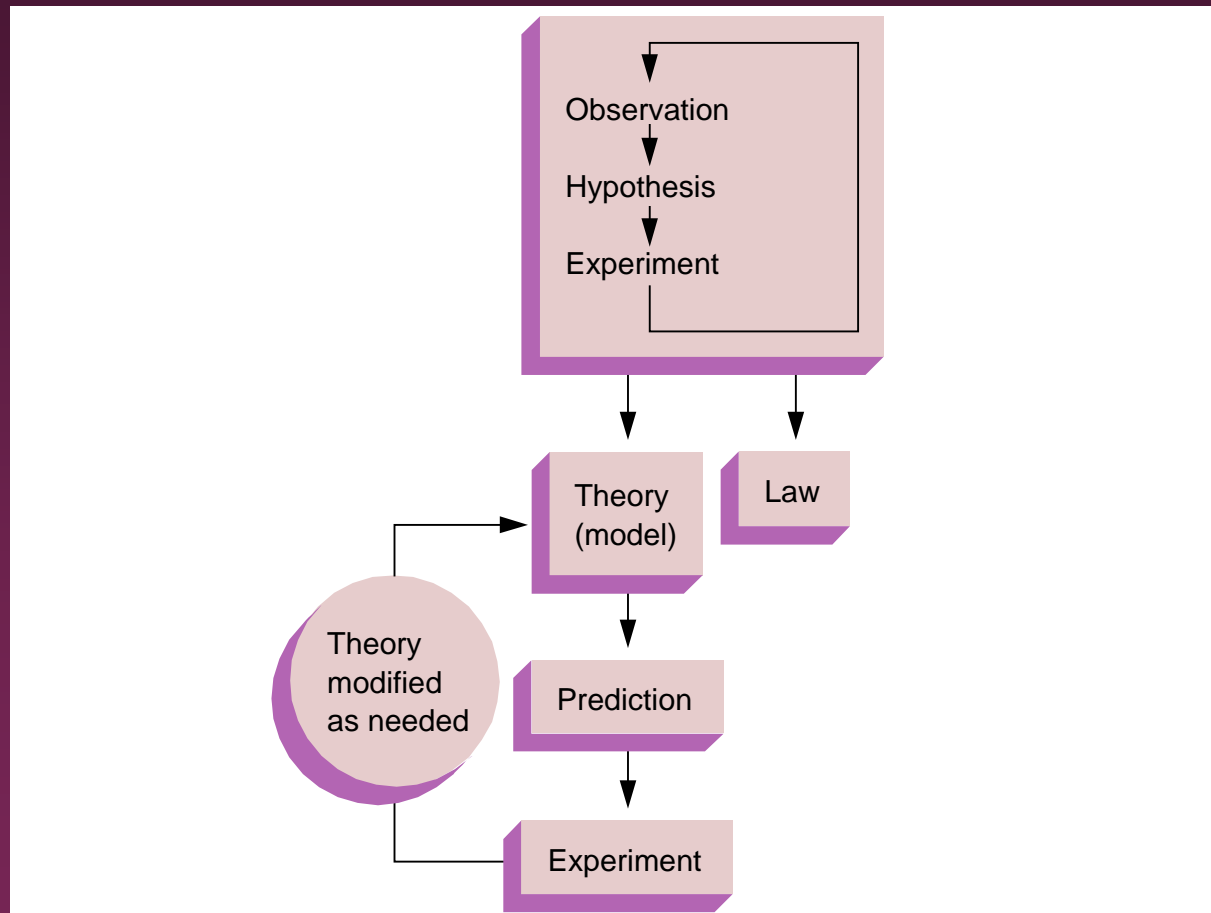 Observation
Hypothesis
Experiment
Theory
(model)
Law
Theory
modified
as needed
Prediction
Experiment